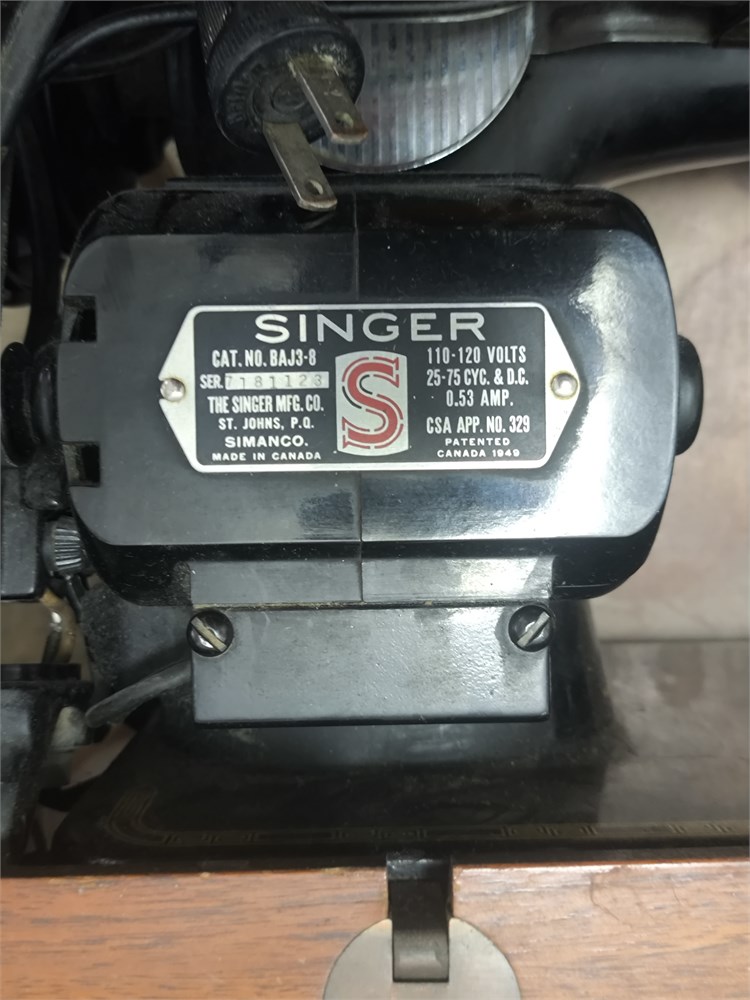 SINGER
CAT. NO. BAJ3-8
SER. 7181123
THE SINGER MFG. CO.
ST. JOHNS, P.Q.
SIMANCO.
MADE IN CANADA
S
110-120 VOLTS
25-75 CYC. & D.C.
0.53 AMP.
CSA APP. NO. 329
PATENTED
CANADA 1949